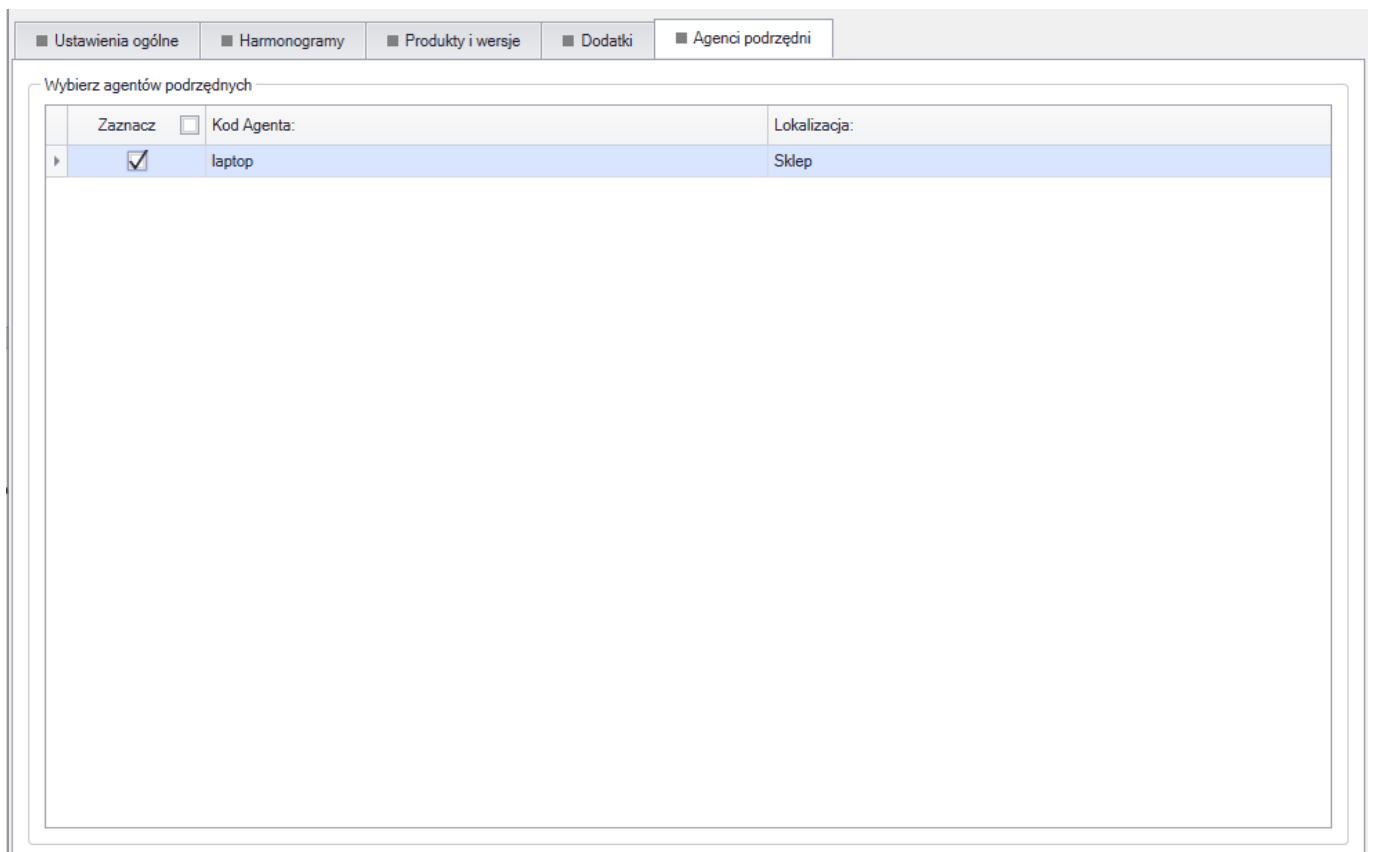 Ustawienia ogólne Harmonogramy Produkty i wersje Dodatki Agenci podrzędni
Wybierz agentów podrzędnych
Zaznacz Kod Agenta: Lokalizacja:
laptop Sklep